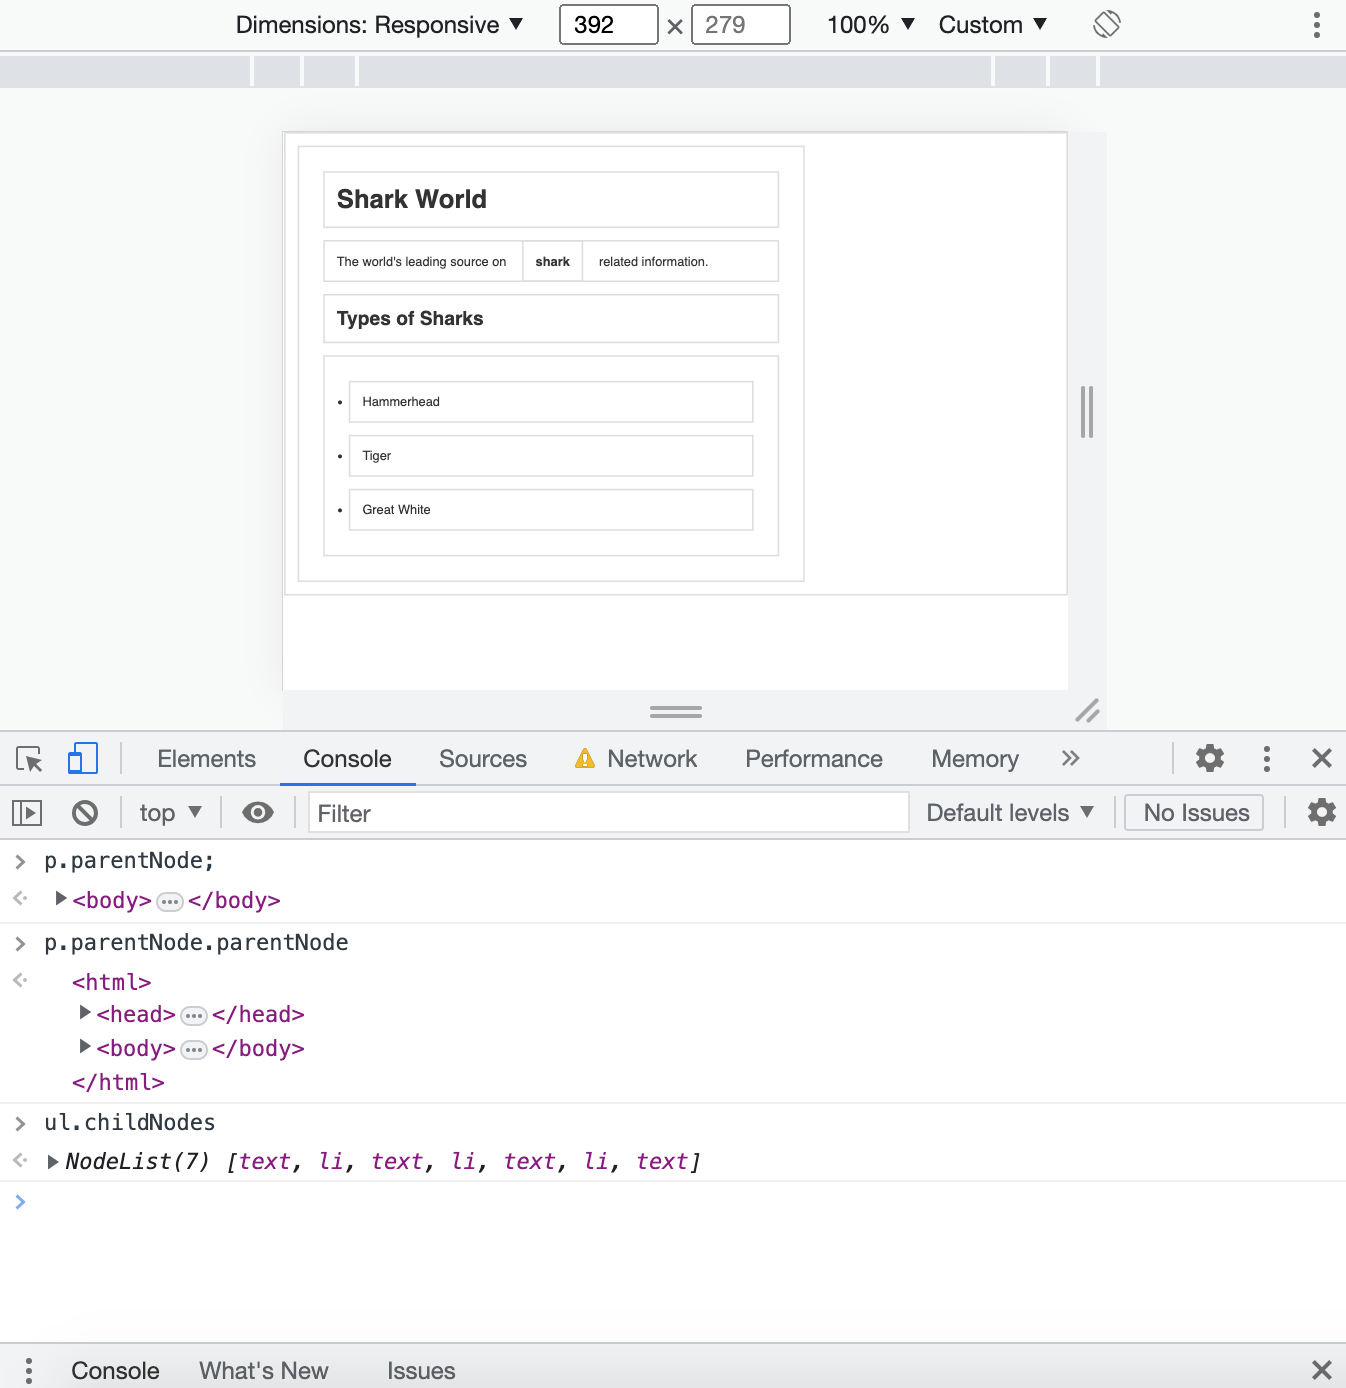 Dimensions: Responsive ▼ 392 × 279 100% ▼ Custom ▼
Shark World
The world's leading source on shark related information.
Types of Sharks
• Hammerhead
• Tiger
• Great White
Elements Console Sources Network Performance Memory »
top ▼ Filter Default levels ▼ No Issues
> p.parentNode;
<body>…</body>
> p.parentNode.parentNode
<html>
<head>…</head>
<body>…</body>
</html>
> ul.childNodes
NodeList(7) [text, li, text, li, text, li, text]
>
Console What's New Issues